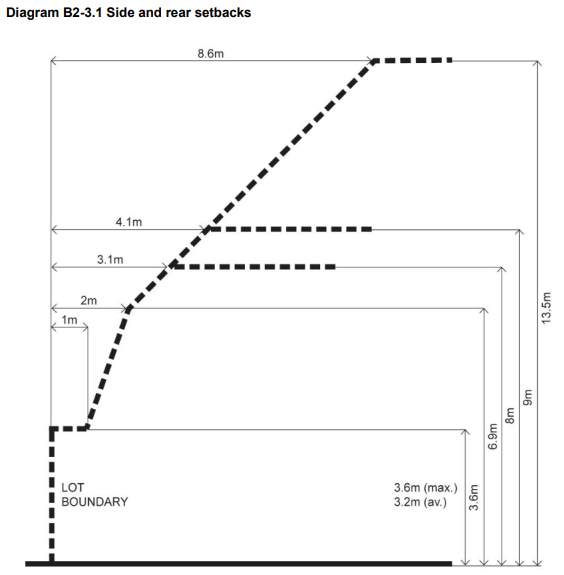 Diagram B2-3.1 Side and rear setbacks
8.6m
4.1m
3.1m
2m
1m
13.5m
9m
8m
6.9m
3.6m
LOT
BOUNDARY
3.6m (max.)
3.2m (av.)